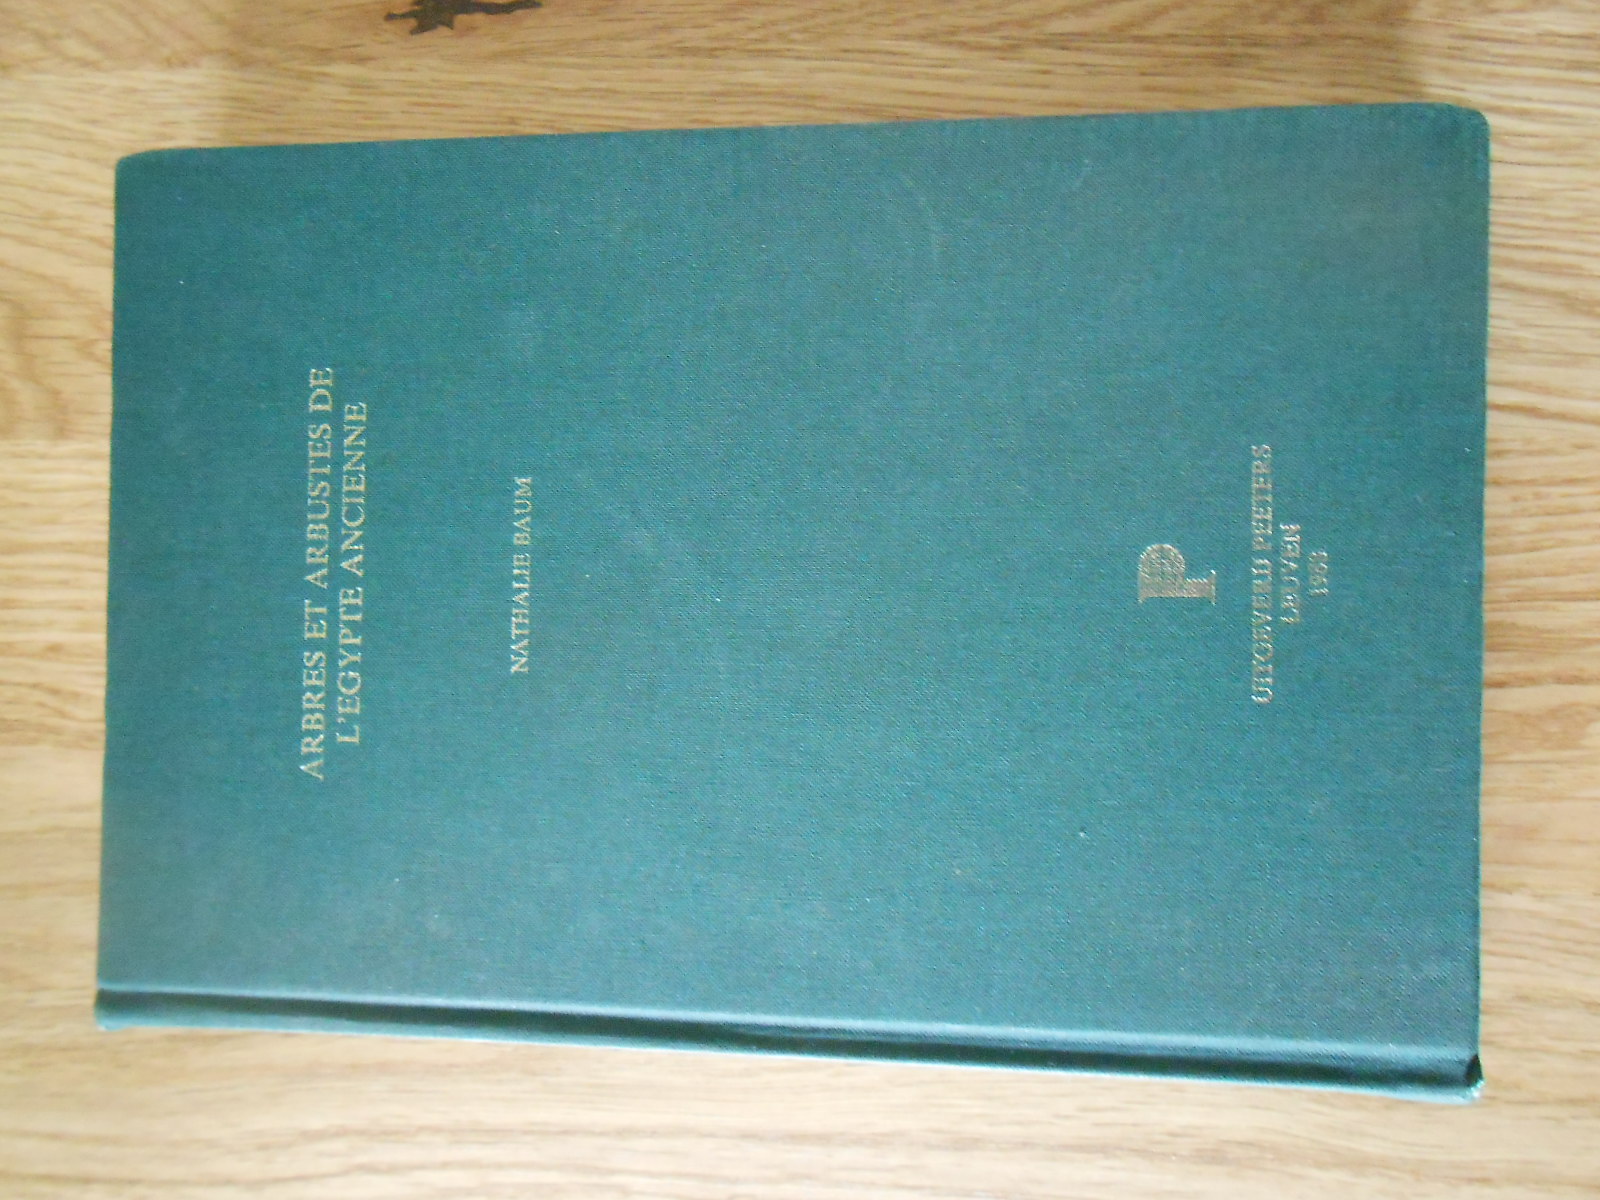 ARBRES ET ARBUSTES DE
L'EGYPTE ANCIENNE
NATHALIE BAUM
P
UITGEVERIJ PEETERS
LEUVEN